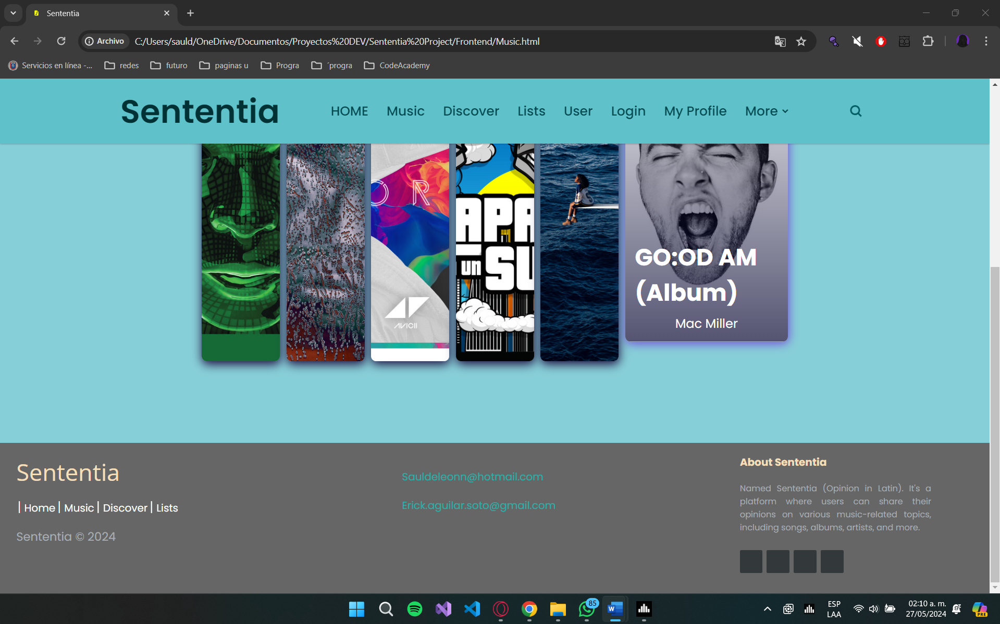 Sententia
Archivo
C:/Users/sauld/OneDrive/Documentos/Proyectos%20DEV/Sententia%20Project/Frontend/Music.html
Servicios en línea -...
redes
futuro
paginas u
Progra
´progra
CodeAcademy
Sententia
HOME
Music
Discover
Lists
User
Login
My Profile
More
O R
AVICII
APA
un SU
GO:OD AM
(Album)
Mac Miller
Sententia
| Home | Music | Discover | Lists
Sententia © 2024
Sauldeleonn@hotmail.com
Erick.aguilar.soto@gmail.com
About Sententia
Named Sententia (Opinion in Latin). It's a
platform where users can share their
opinions on various music-related topics,
including songs, albums, artists, and more.
85
W
ESP
LAA
02:10 a. m.
27/05/2024
PRE